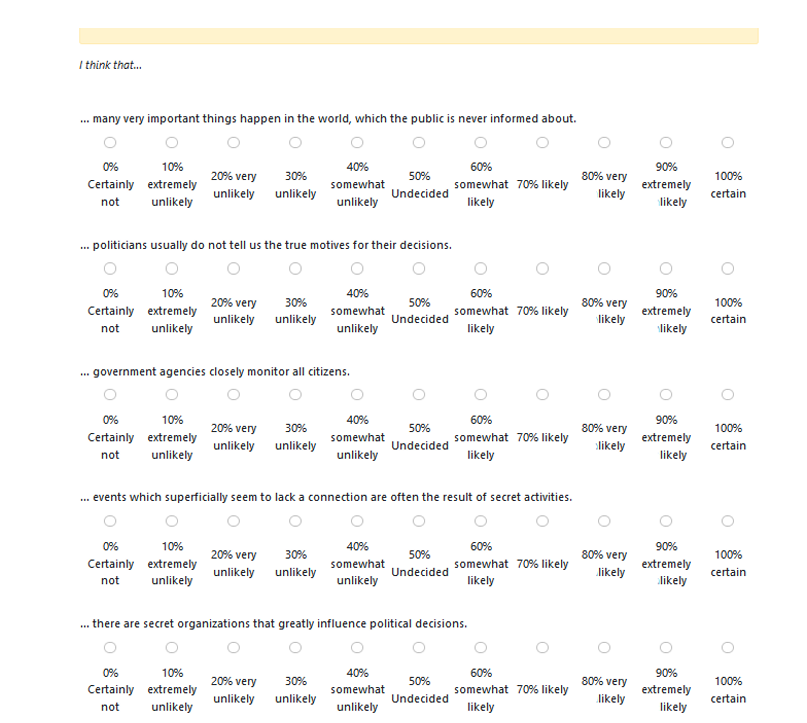 I think that...
... many very important things happen in the world, which the public is never informed about.
0% Certainly not 10% extremely unlikely 20% very unlikely 30% unlikely 40% somewhat unlikely 50% Undecided 60% somewhat likely 70% likely 80% very likely 90% extremely likely 100% certain
... politicians usually do not tell us the true motives for their decisions.
0% Certainly not 10% extremely unlikely 20% very unlikely 30% unlikely 40% somewhat unlikely 50% Undecided 60% somewhat likely 70% likely 80% very likely 90% extremely likely 100% certain
... government agencies closely monitor all citizens.
0% Certainly not 10% extremely unlikely 20% very unlikely 30% unlikely 40% somewhat unlikely 50% Undecided 60% somewhat likely 70% likely 80% very likely 90% extremely likely 100% certain
... events which superficially seem to lack a connection are often the result of secret activities.
0% Certainly not 10% extremely unlikely 20% very unlikely 30% unlikely 40% somewhat unlikely 50% Undecided 60% somewhat likely 70% likely 80% very likely 90% extremely likely 100% certain
... there are secret organizations that greatly influence political decisions.
0% Certainly not 10% extremely unlikely 20% very unlikely 30% unlikely 40% somewhat unlikely 50% Undecided 60% somewhat likely 70% likely 80% very likely 90% extremely likely 100% certain